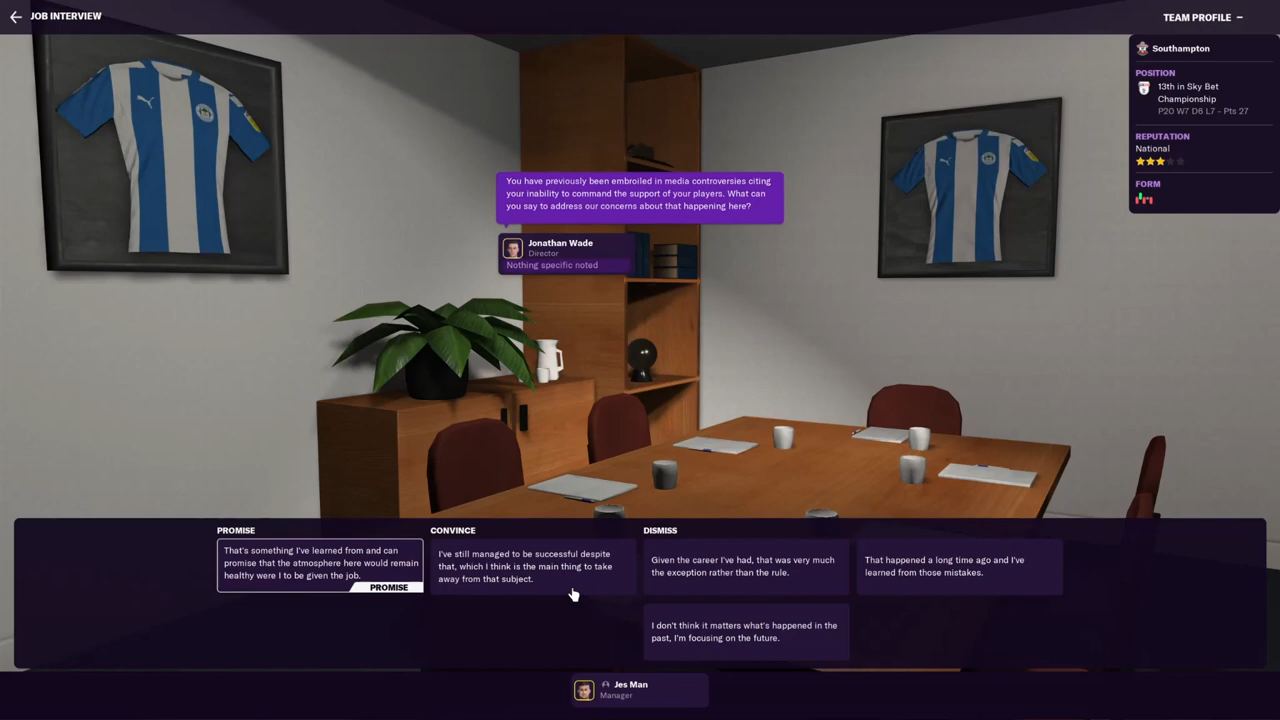 JOB INTERVIEW
TEAM PROFILE –
Southampton
POSITION
13th in Sky Bet
Championship
P20 W7 D6 L7 - Pts 27
REPUTATION
National
FORM
You have previously been embroiled in media controversies citing
your inability to command the support of your players. What can
you say to address our concerns about that happening here?
Jonathan Wade
Director
Nothing specific noted
PROMISE
That's something I've learned from and can
promise that the atmosphere here would remain
healthy were I to be given the job.
PROMISE
CONVINCE
I've still managed to be successful despite
that, which I think is the main thing to take
away from that subject.
DISMISS
Given the career I've had, that was very much
the exception rather than the rule.
That happened a long time ago and I've
learned from those mistakes.
I don't think it matters what's happened in the
past, I'm focusing on the future.
Jes Man
Manager